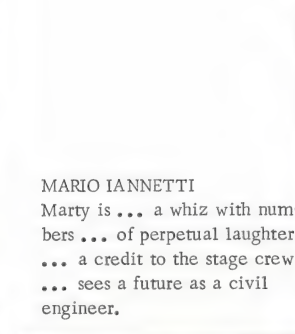 MARIO IANNETTI
Marty is ... a whiz with num
bers ... of perpetual laughter
... a credit to the stage crew
... sees a future as a civil
engineer.